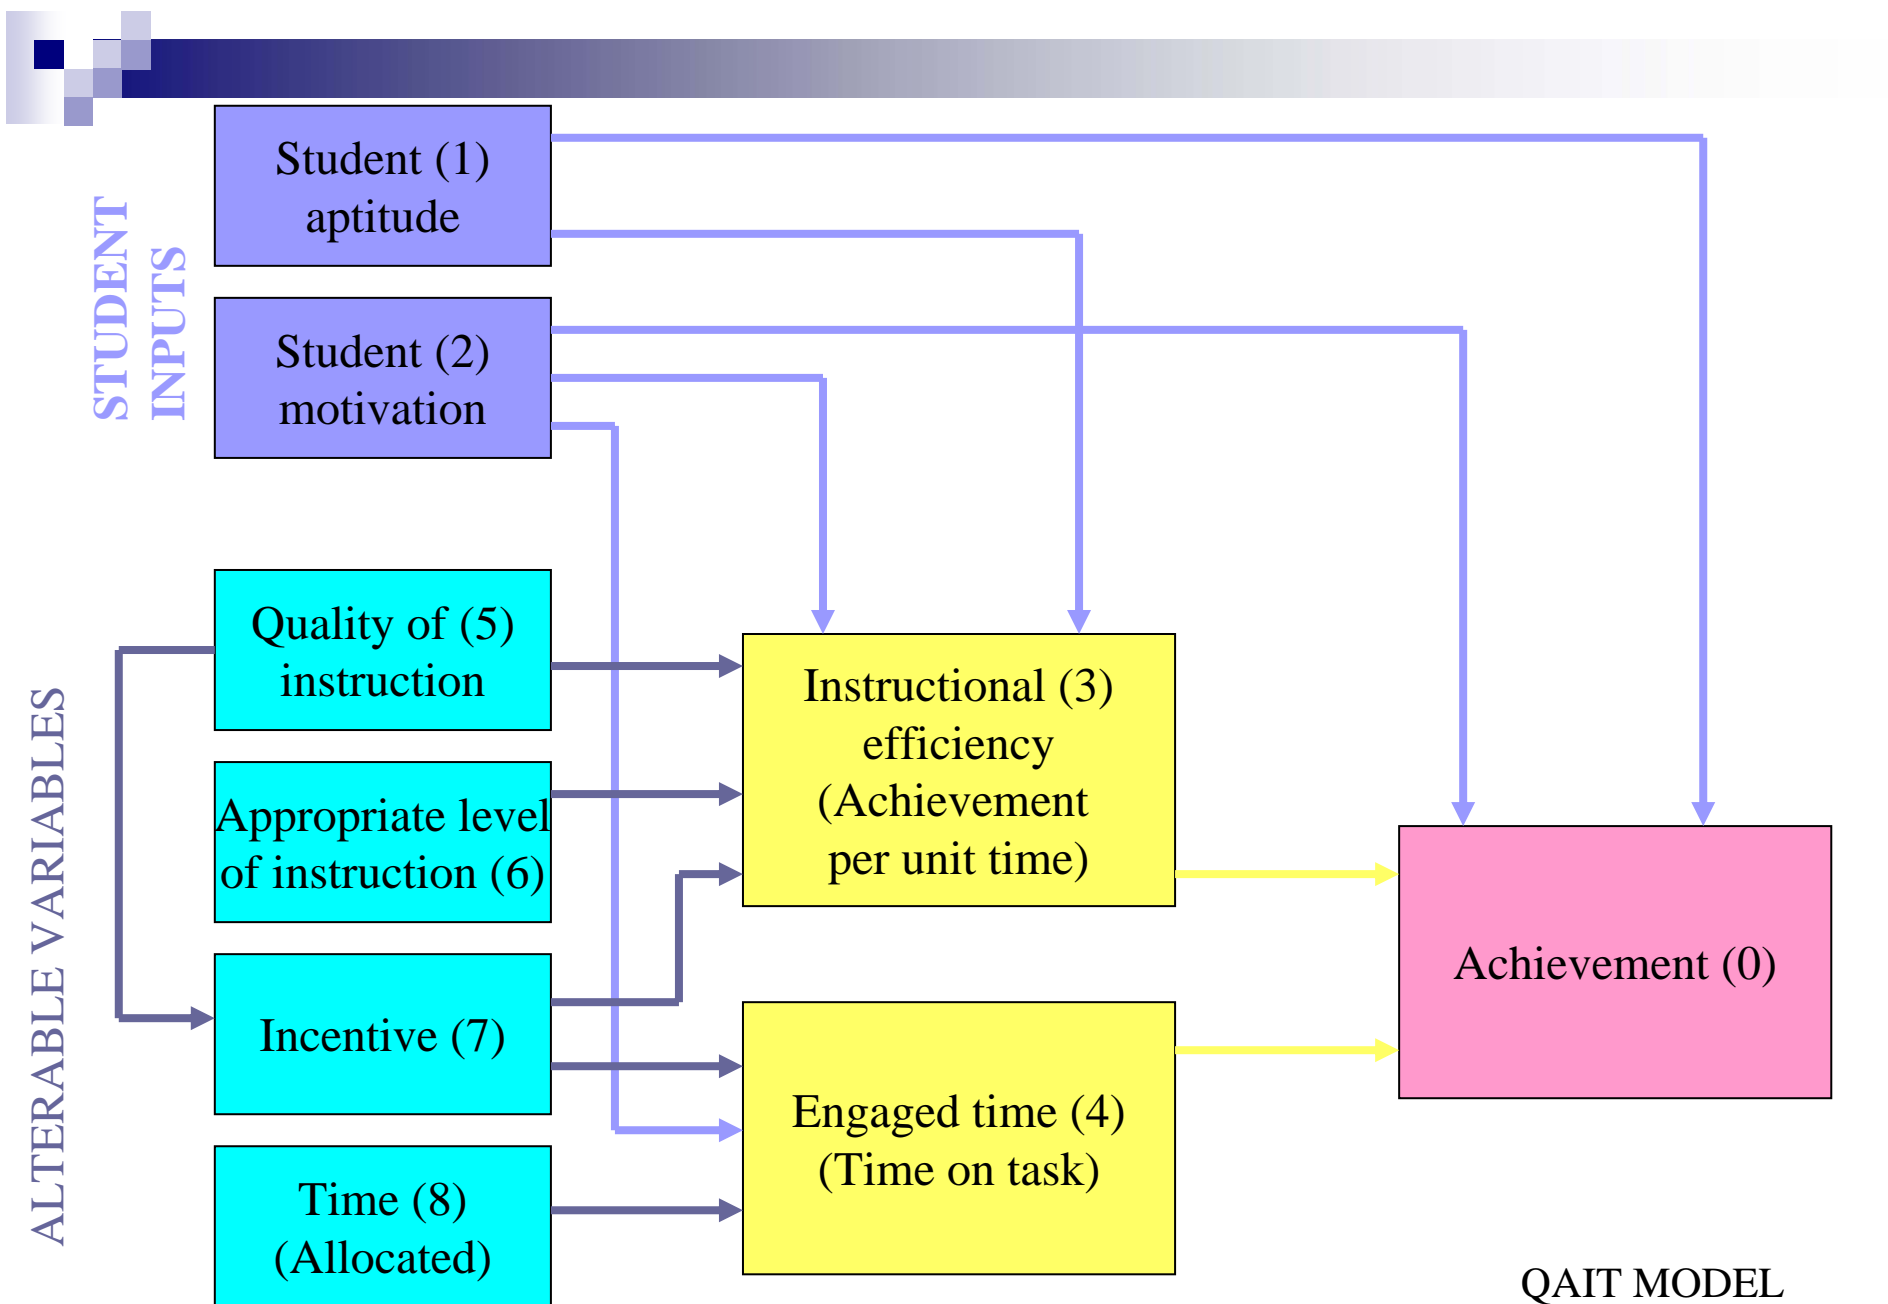 STUDENT
INPUTS
Student (1)
aptitude
Student (2)
motivation
ALTERABLE VARIABLES
Quality of (5)
instruction
Appropriate level
of instruction (6)
Incentive (7)
Time (8)
(Allocated)
Instructional (3)
efficiency
(Achievement
per unit time)
Engaged time (4)
(Time on task)
Achievement (0)
QAIT MODEL